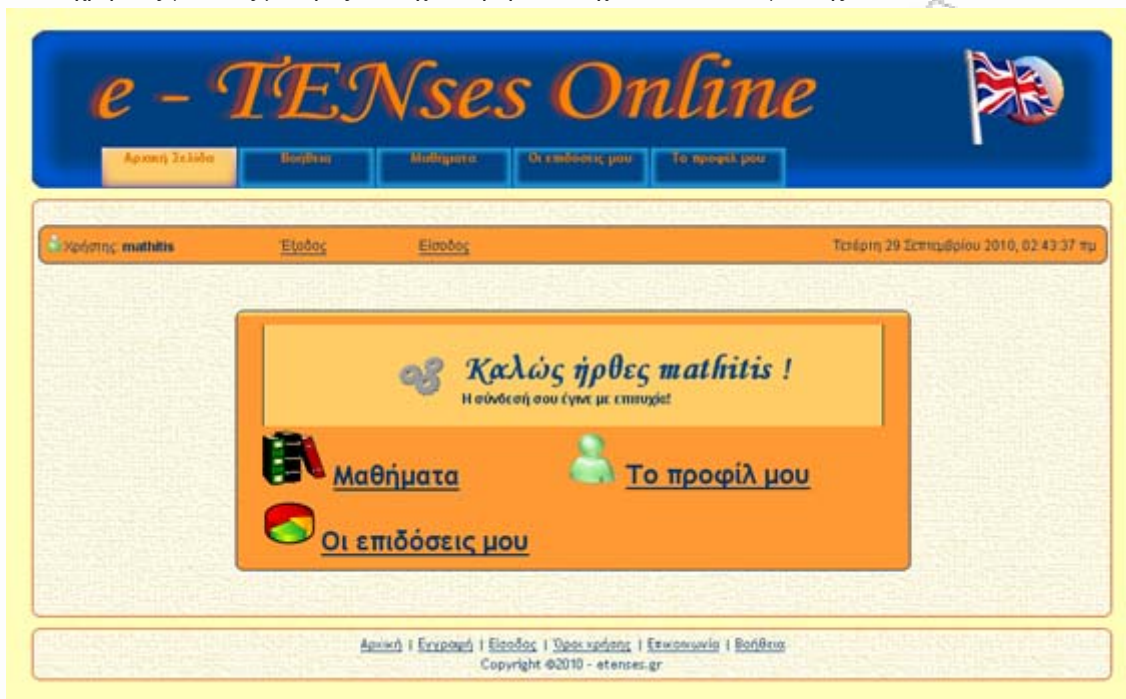 e - TENses Online
Αρχική Σελίδα Βοήθεια Μαθήματα Οι επιδόσεις μου Το προφίλ μου
Χρήστης: mathitis Έξοδος Είσοδος Τετάρτη 29 Σεπτεμβρίου 2010, 02:43:37 πμ
Καλώς ήρθες mathitis !
Η σύνδεσή σου έγινε με επιτυχία!
Μαθήματα Το προφίλ μου
Οι επιδόσεις μου
Αρχική | Εγγραφή | Είσοδος | Όροι χρήσης | Επικοινωνία | Βοήθεια
Copyright ©2010 - etenses.gr